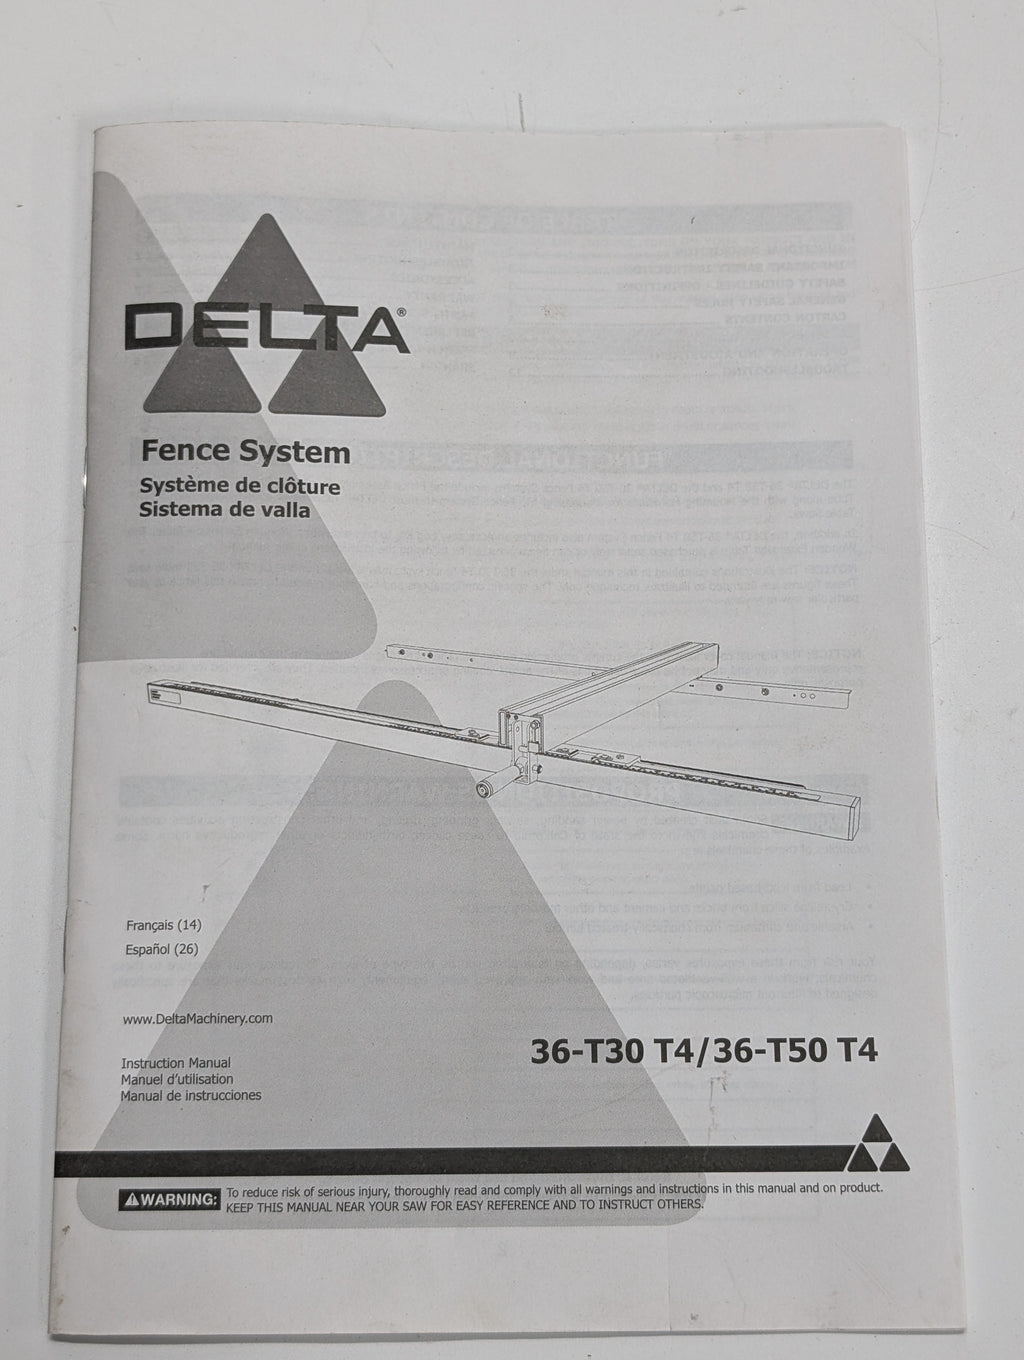 DELTA®
Fence System
Système de clôture
Sistema de valla
Français (14)
Español (26)
www.DeltaMachinery.com
Instruction Manual
Manuel d'utilisation
Manual de instrucciones
36-T30 T4/36-T50 T4
WARNING: To reduce risk of serious injury, thoroughly read and comply with all warnings and instructions in this manual and on product.
KEEP THIS MANUAL NEAR YOUR SAW FOR EASY REFERENCE AND TO INSTRUCT OTHERS.